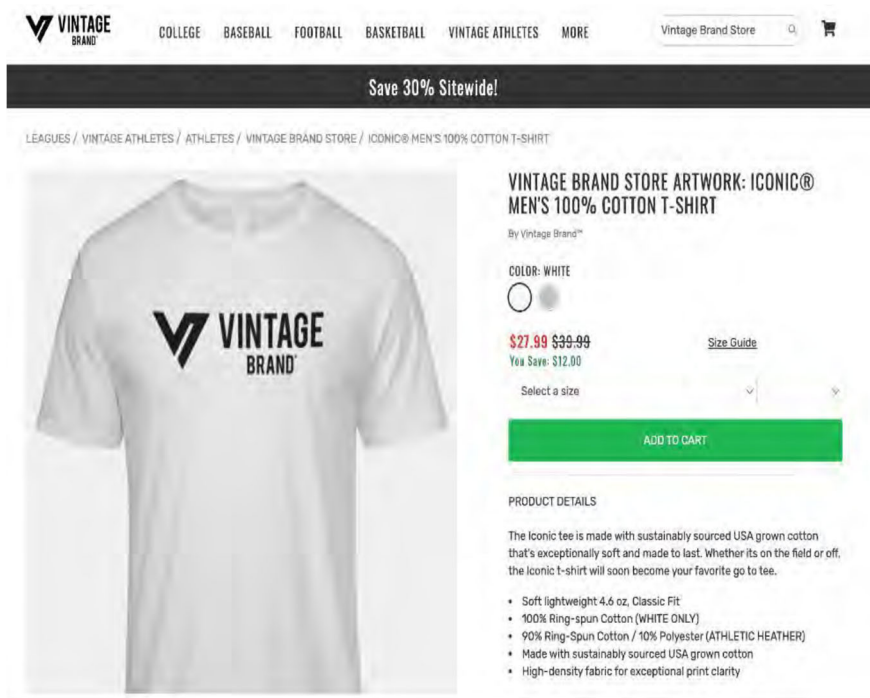 VINTAGE
BRAND
COLLEGE BASEBALL FOOTBALL BASKETBALL VINTAGE ATHLETES MORE
Vintage Brand Store
Save 30% Sitewide!
LEAGUES / VINTAGE ATHLETES / ATHLETES / VINTAGE BRAND STORE / ICONIC® MEN'S 100% COTTON T-SHIRT
VINTAGE
BRAND
VINTAGE BRAND STORE ARTWORK: ICONIC®
MEN'S 100% COTTON T-SHIRT
By Vintage Brand™
COLOR: WHITE
$27.99 $39.99 Size Guide
You Save: $12.00
Select a size
ADD TO CART
PRODUCT DETAILS
The Iconic tee is made with sustainably sourced USA grown cotton
that's exceptionally soft and made to last. Whether its on the field or off,
the Iconic t-shirt will soon become your favorite go to tee.
• Soft lightweight 4.6 oz, Classic Fit
• 100% Ring-spun Cotton (WHITE ONLY)
• 90% Ring-Spun Cotton / 10% Polyester (ATHLETIC HEATHER)
• Made with sustainably sourced USA grown cotton
• High-density fabric for exceptional print clarity